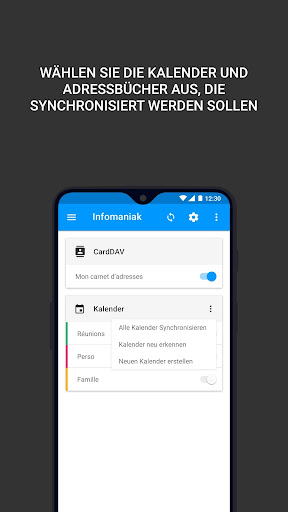 WÄHLEN SIE DIE KALENDER UND
ADRESSBÜCHER AUS, DIE
SYNCHRONISIERT WERDEN SOLLEN
12:30
Infomaniak
CardDAV
Mon carnet d'adresses
Kalender
Réunions
Alle Kalender Synchronisieren
Perso
Kalender neu erkennen
Neuen Kalender erstellen
Famille